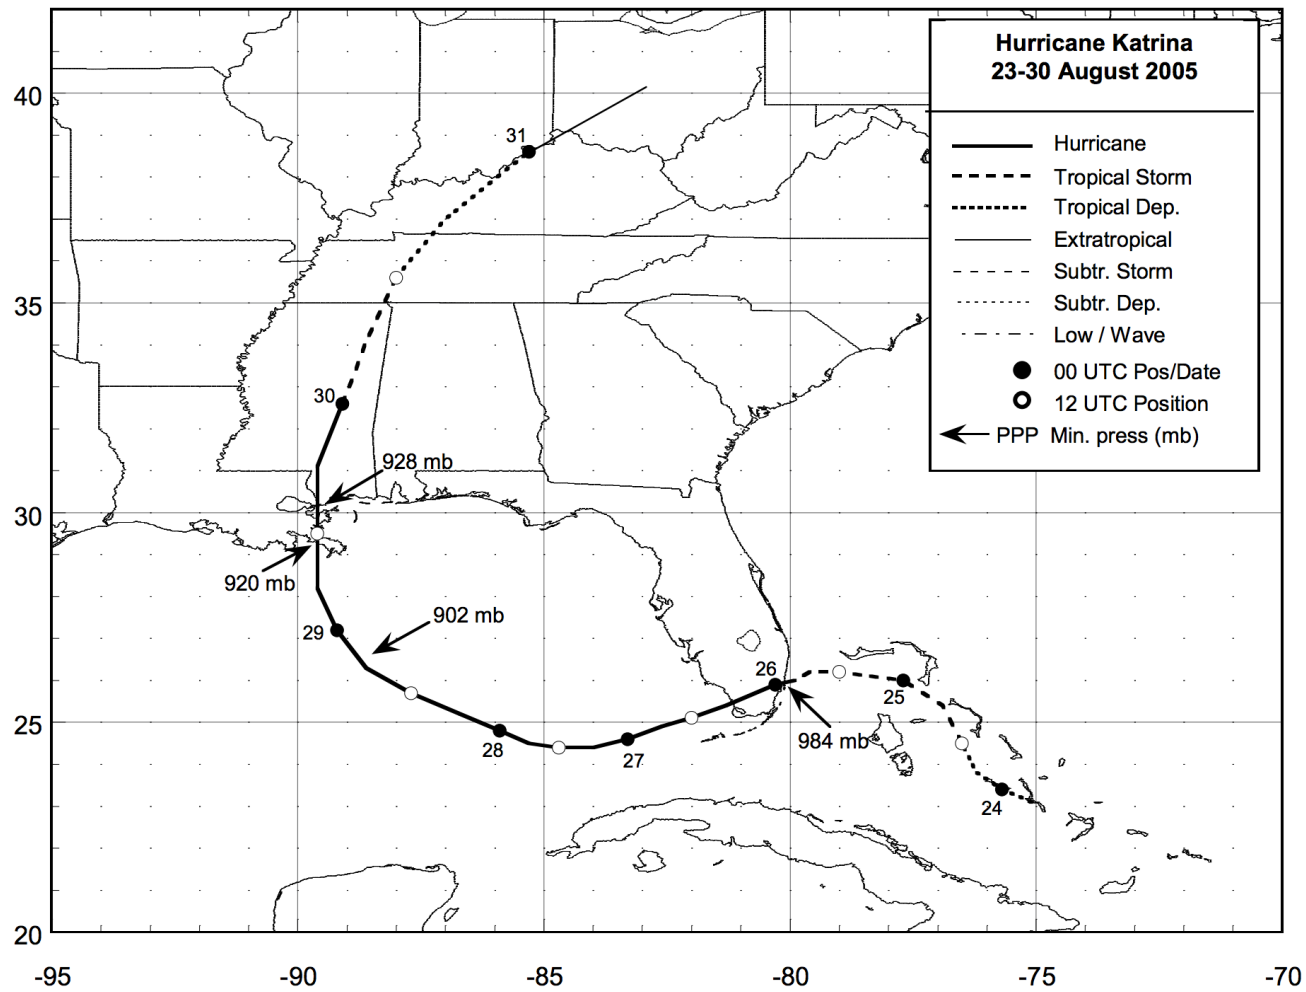 Hurricane Katrina
23-30 August 2005
Hurricane
Tropical Storm
Tropical Dep.
Extratropical
Subtr. Storm
Subtr. Dep.
Low / Wave
00 UTC Pos/Date
12 UTC Position
PPP Min. press (mb)
40
31
35
30
928 mb
30
920 mb
902 mb
29
26
25
25
984 mb
28
27
24
20
-95 -90 -85 -80 -75 -70